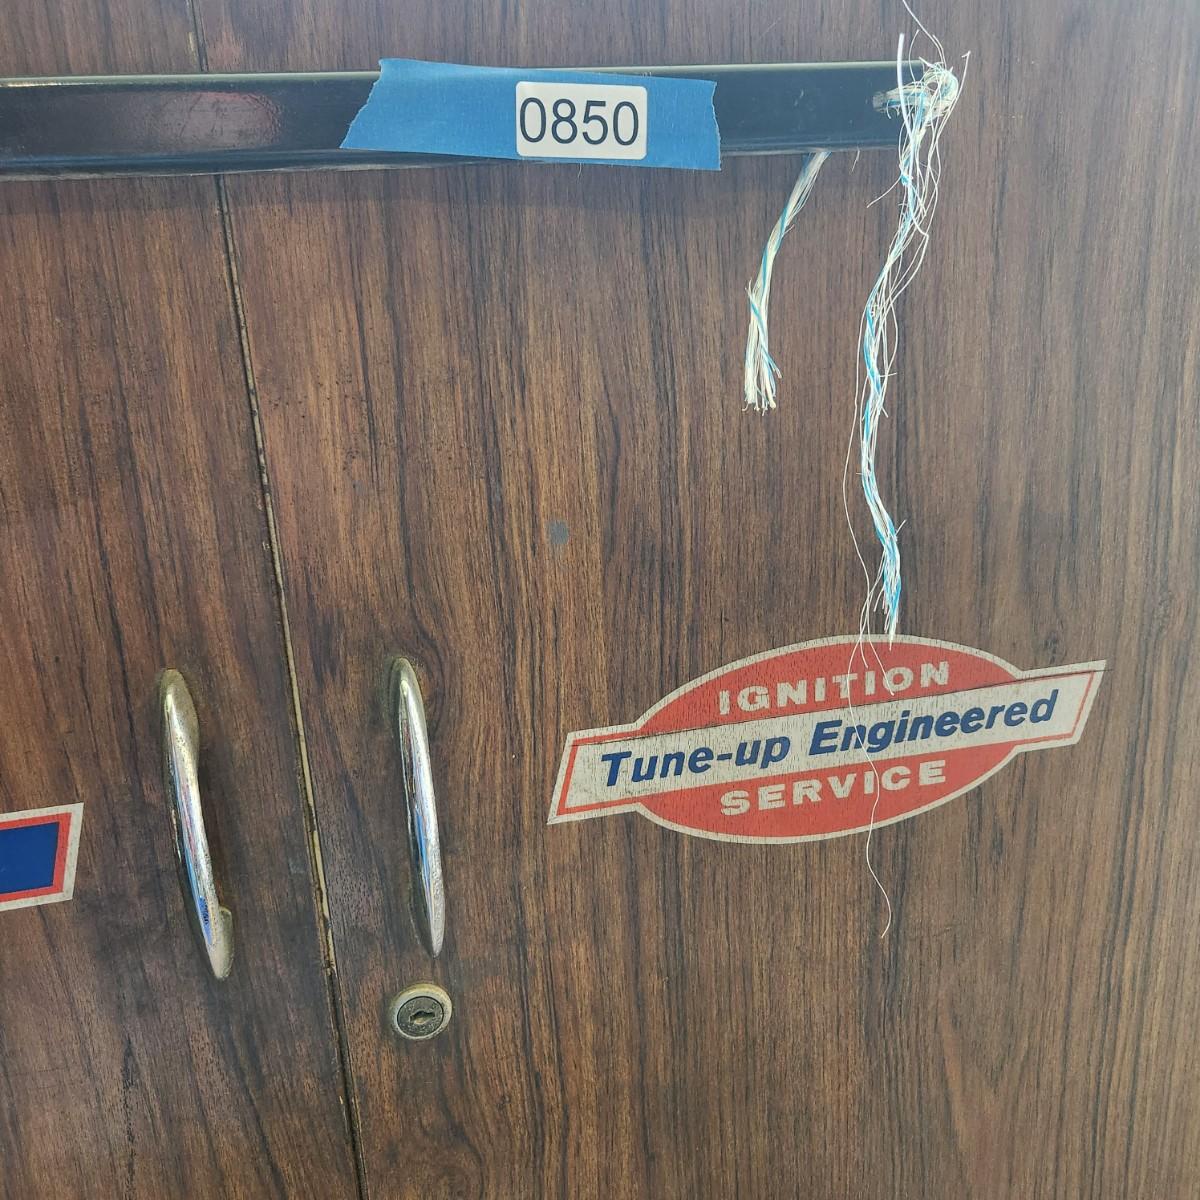 0850
IGNITION
Tune-up Engineered
SERVICE